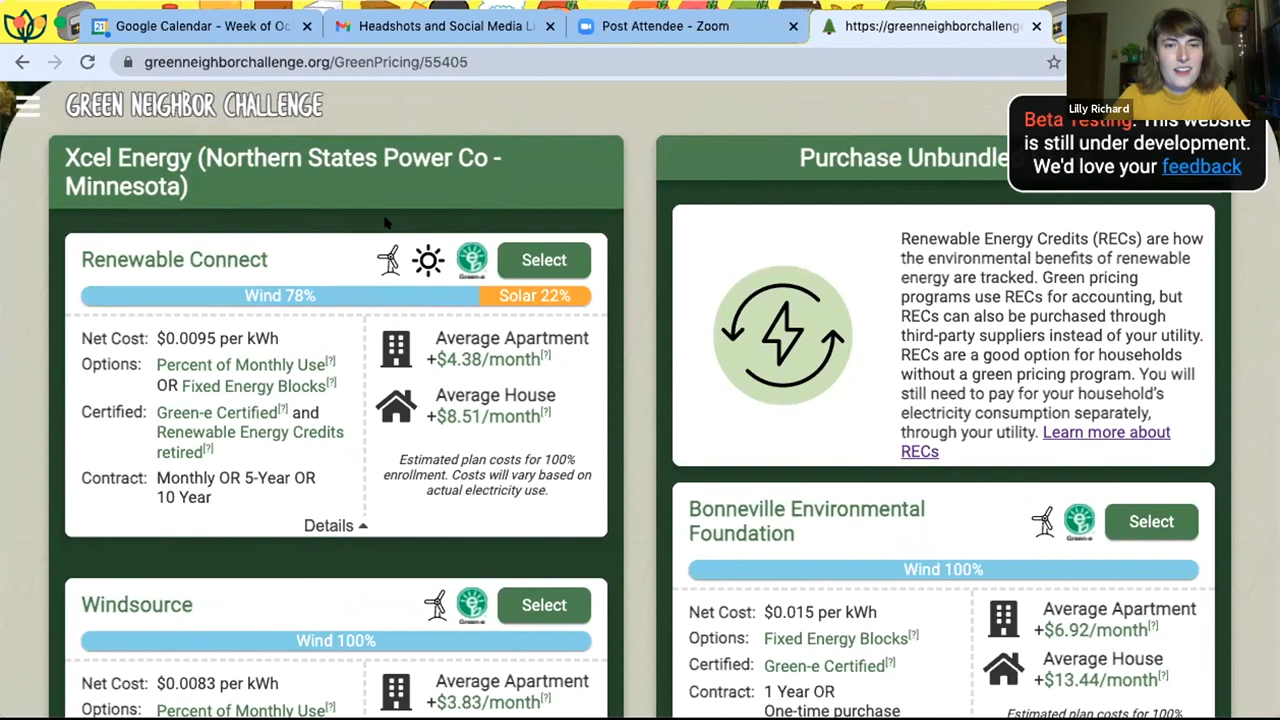 Google Calendar - Week of Oc
Headshots and Social Media Li
Post Attendee - Zoom
https://greenneighborchalleng
greenneighborchallenge.org/GreenPricing/55405
Lilly Richard
GREEN NEIGHBOR CHALLENGE
Beta Testing: This website
is still under development.
We'd love your feedback
Xcel Energy (Northern States Power Co -
Minnesota)
Renewable Connect
Green-e
Select
Wind 78%
Solar 22%
Net Cost: $0.0095 per kWh
Options: Percent of Monthly Use[?]
OR Fixed Energy Blocks[?]
Certified: Green-e Certified[?] and
Renewable Energy Credits
retired[?]
Contract: Monthly OR 5-Year OR
10 Year
Average Apartment
+$4.38/month[?]
Average House
+$8.51/month[?]
Estimated plan costs for 100%
enrollment. Costs will vary based on
actual electricity use.
Details
Windsource
Green-e
Select
Wind 100%
Net Cost: $0.0083 per kWh
Options: Percent of Monthly Use[?]
Average Apartment
+$3.83/month[?]
Purchase Unbundle
Renewable Energy Credits (RECs) are how
the environmental benefits of renewable
energy are tracked. Green pricing
programs use RECs for accounting, but
RECs can also be purchased through
third-party suppliers instead of your utility.
RECs are a good option for households
without a green pricing program. You will
still need to pay for your household's
electricity consumption separately,
through your utility. Learn more about
RECs
Bonneville Environmental
Foundation
Green-e
Select
Wind 100%
Net Cost: $0.015 per kWh
Options: Fixed Energy Blocks[?]
Certified: Green-e Certified[?]
Contract: 1 Year OR
One-time purchase
Average Apartment
+$6.92/month[?]
Average House
+$13.44/month[?]
Estimated plan costs for 100%